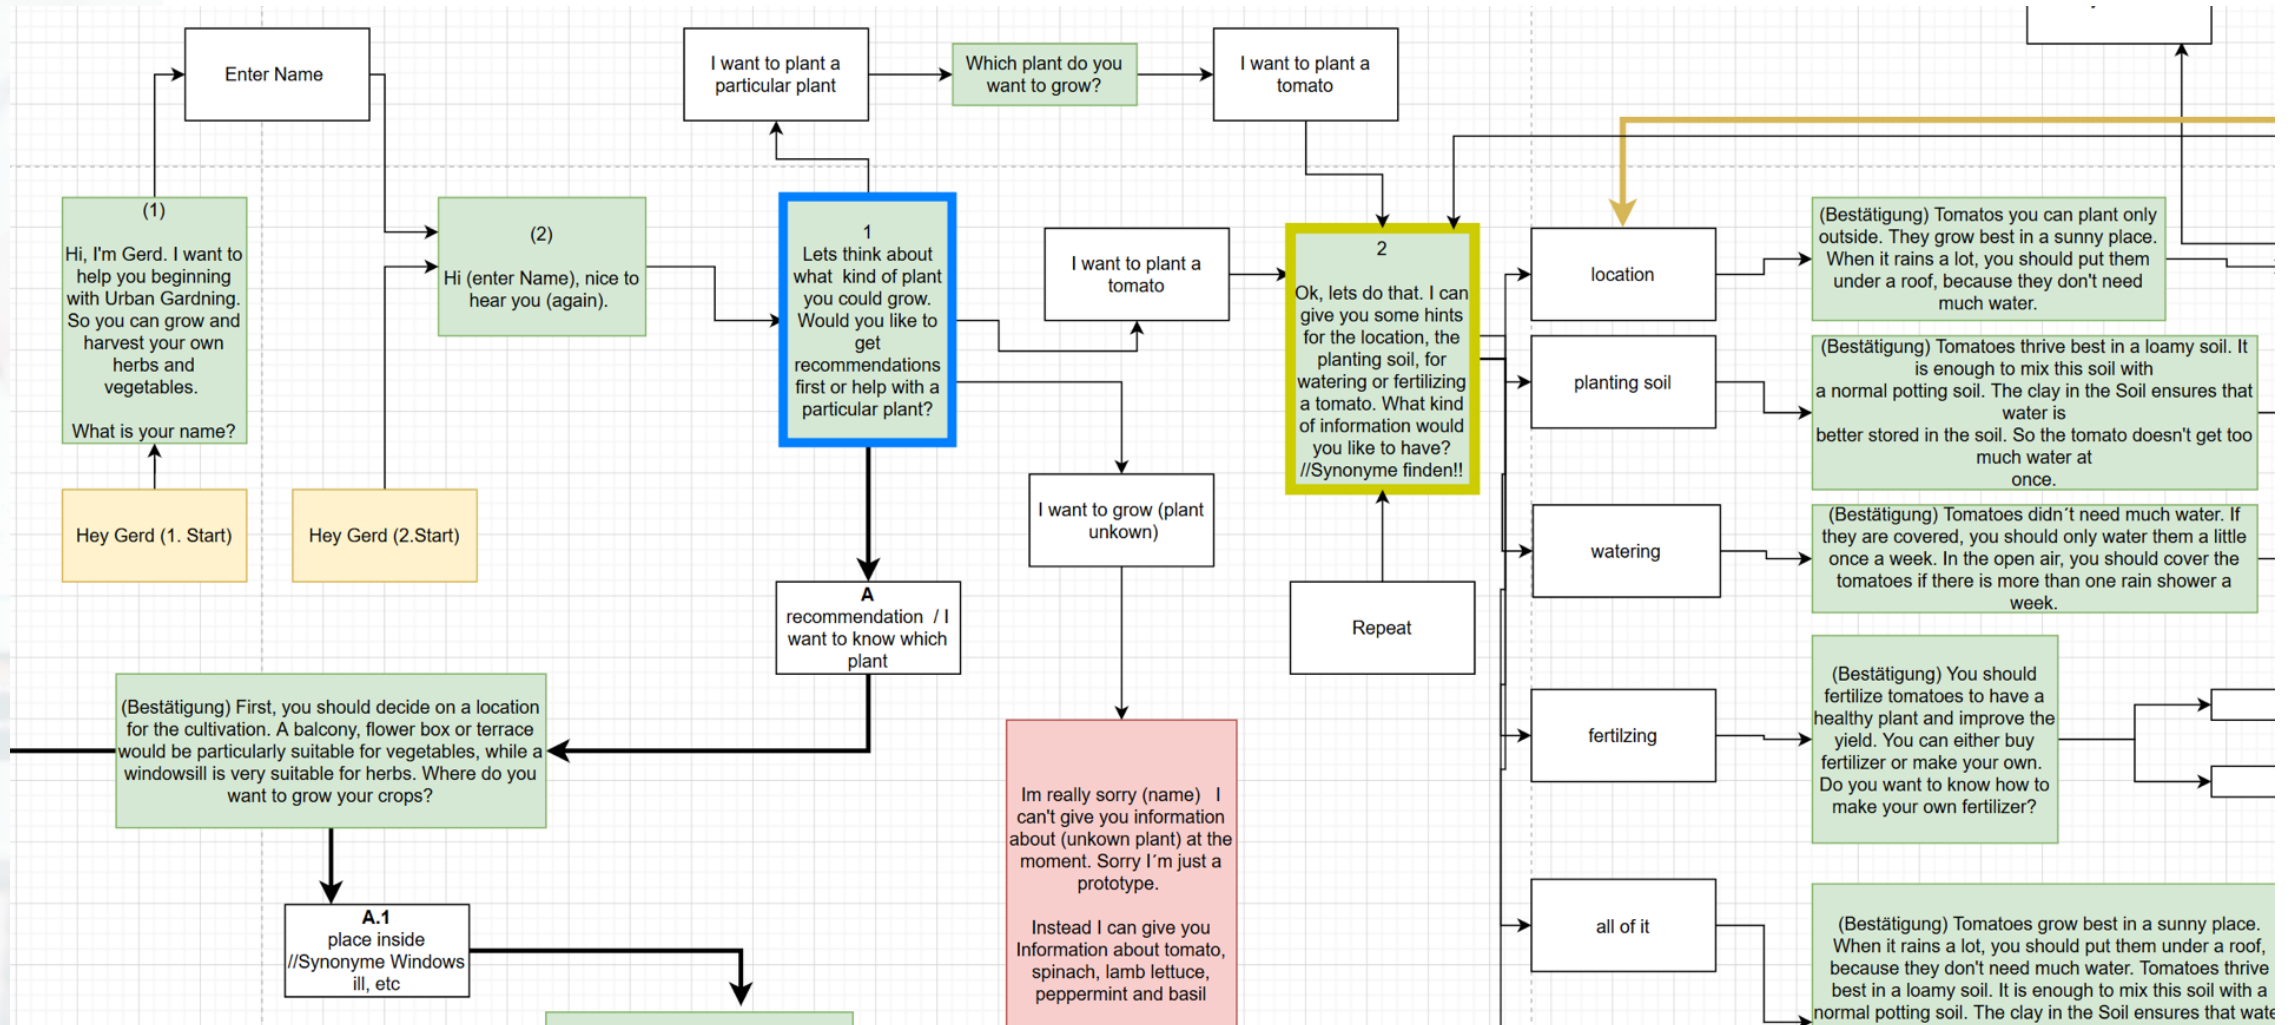 Enter Name
I want to plant a
particular plant
Which plant do you
want to grow?
I want to plant a
tomato
(1)
Hi, I'm Gerd. I want to
help you beginning
with Urban Gardning.
So you can grow and
harvest your own
herbs and
vegetables.
What is your name?
(2)
Hi (enter Name), nice to
hear you (again).
1
Lets think about
what kind of plant
you could grow.
Would you like to
get
recommendations
first or help with a
particular plant?
I want to plant a
tomato
2
Ok, lets do that. I can
give you some hints
for the location, the
planting soil, for
watering or fertilizing
a tomato. What kind
of information would
you like to have?
//Synonyme finden!!
location
(Bestätigung) Tomatos you can plant only
outside. They grow best in a sunny place.
When it rains a lot, you should put them
under a roof, because they don't need
much water.
planting soil
(Bestätigung) Tomatoes thrive best in a loamy soil. It
is enough to mix this soil with
a normal potting soil. The clay in the Soil ensures that
water is
better stored in the soil. So the tomato doesn't get too
much water at
once.
Hey Gerd (1. Start)
Hey Gerd (2.Start)
I want to grow (plant
unkown)
watering
(Bestätigung) Tomatoes didn´t need much water. If
they are covered, you should only water them a little
once a week. In the open air, you should cover the
tomatoes if there is more than one rain shower a
week.
A
recommendation / I
want to know which
plant
Repeat
fertilzing
(Bestätigung) You should
fertilize tomatoes to have a
healthy plant and improve the
yield. You can either buy
fertilizer or make your own.
Do you want to know how to
make your own fertilizer?
(Bestätigung) First, you should decide on a location
for the cultivation. A balcony, flower box or terrace
would be particularly suitable for vegetables, while a
windowsill is very suitable for herbs. Where do you
want to grow your crops?
Im really sorry (name) I
can't give you information
about (unkown plant) at the
moment. Sorry I´m just a
prototype.
Instead I can give you
Information about tomato,
spinach, lamb lettuce,
peppermint and basil
A.1
place inside
//Synonyme Windows
ill, etc
all of it
(Bestätigung) Tomatoes grow best in a sunny place.
When it rains a lot, you should put them under a roof,
because they don't need much water. Tomatoes thrive
best in a loamy soil. It is enough to mix this soil with a
normal potting soil. The clay in the Soil ensures that